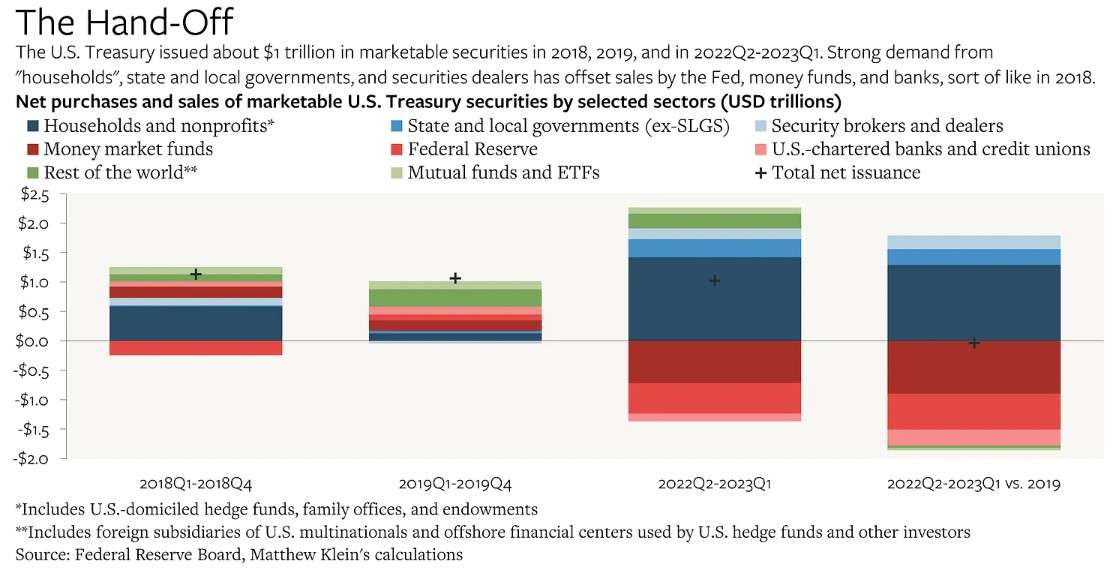 The Hand-Off
The U.S. Treasury issued about $1 trillion in marketable securities in 2018, 2019, and in 2022Q2-2023Q1. Strong demand from
"households", state and local governments, and securities dealers has offset sales by the Fed, money funds, and banks, sort of like in 2018.
Net purchases and sales of marketable U.S. Treasury securities by selected sectors (USD trillions)
Households and nonprofits* State and local governments (ex-SLGS) Security brokers and dealers
Money market funds Federal Reserve U.S.-chartered banks and credit unions
Rest of the world** Mutual funds and ETFs + Total net issuance
$2.5
$2.0
$1.5
$1.0
$0.5
$0.0
-$0.5
-$1.0
-$1.5
-$2.0
2018Q1-2018Q4 2019Q1-2019Q4 2022Q2-2023Q1 2022Q2-2023Q1 vs. 2019
*Includes U.S.-domiciled hedge funds, family offices, and endowments
**Includes foreign subsidiaries of U.S. multinationals and offshore financial centers used by U.S. hedge funds and other investors
Source: Federal Reserve Board, Matthew Klein's calculations